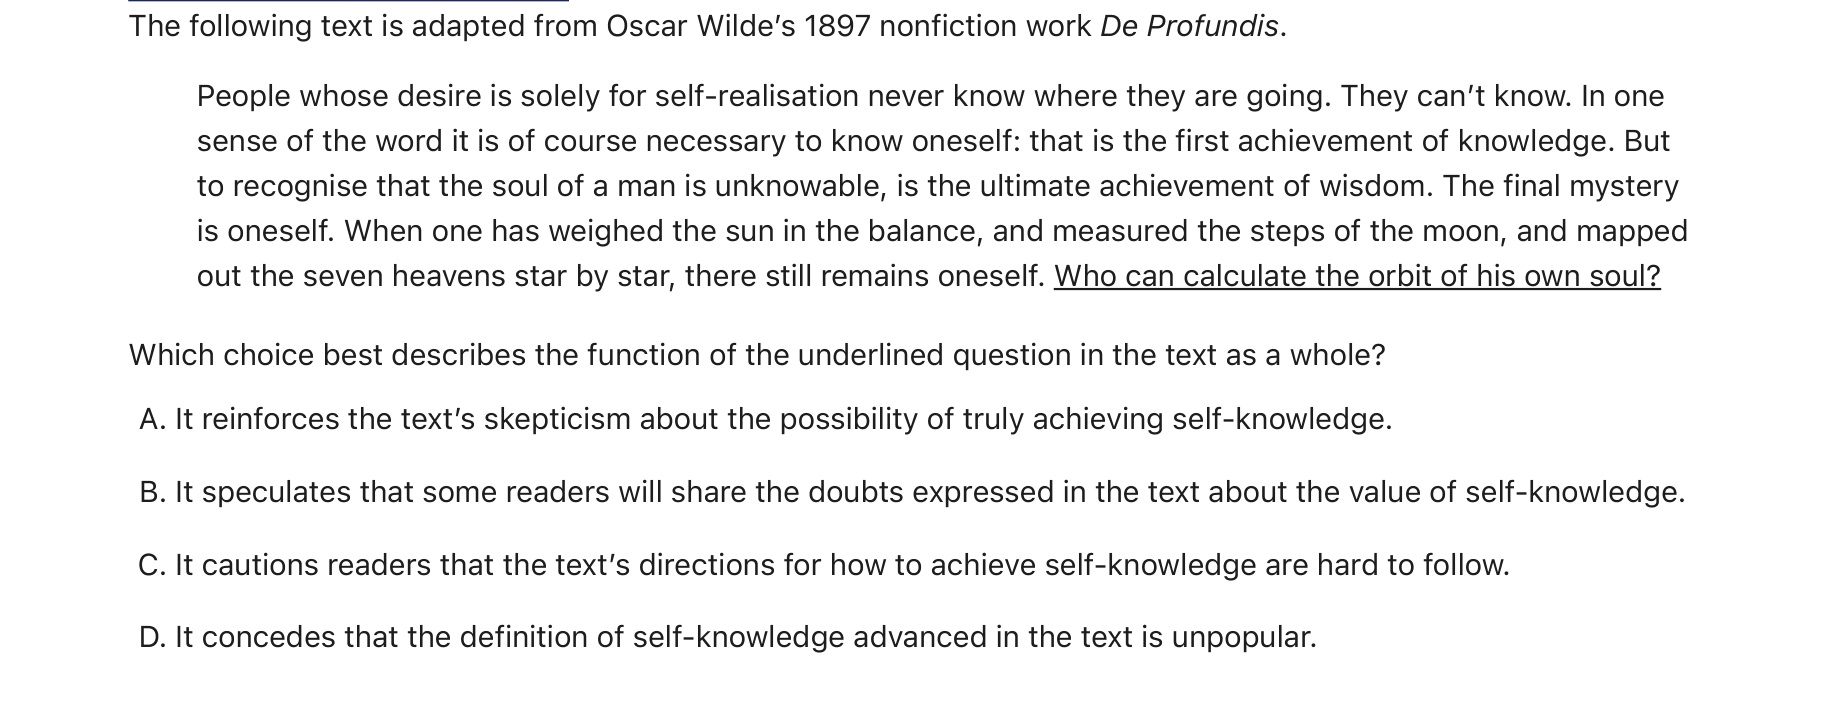 The following text is adapted from Oscar Wilde’s 1897 nonfiction work De Profundis.
People whose desire is solely for self-realisation never know where they are going. They can’t know. In one
sense of the word it is of course necessary to know oneself: that is the first achievement of knowledge. But
to recognise that the soul of a man is unknowable, is the ultimate achievement of wisdom. The final mystery
is oneself. When one has weighed the sun in the balance, and measured the steps of the moon, and mapped
out the seven heavens star by star, there still remains oneself. Who can calculate the orbit of his own soul?
Which choice best describes the function of the underlined question in the text as a whole?
A. It reinforces the text’s skepticism about the possibility of truly achieving self-knowledge.
B. It speculates that some readers will share the doubts expressed in the text about the value of self-knowledge.
C. It cautions readers that the text’s directions for how to achieve self-knowledge are hard to follow.
D. It concedes that the definition of self-knowledge advanced in the text is unpopular.